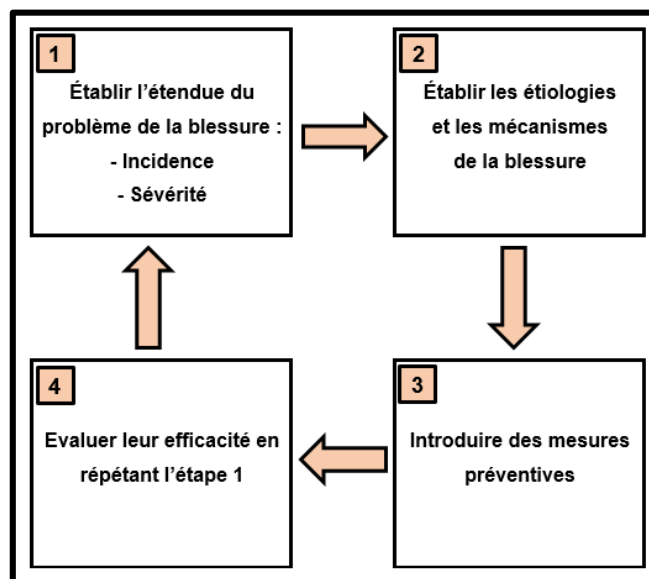 1
Établir l'étendue du
problème de la blessure :
- Incidence
- Sévérité
2
Établir les étiologies
et les mécanismes
de la blessure
3
Introduire des mesures
préventives
4
Evaluer leur efficacité en
répétant l'étape 1